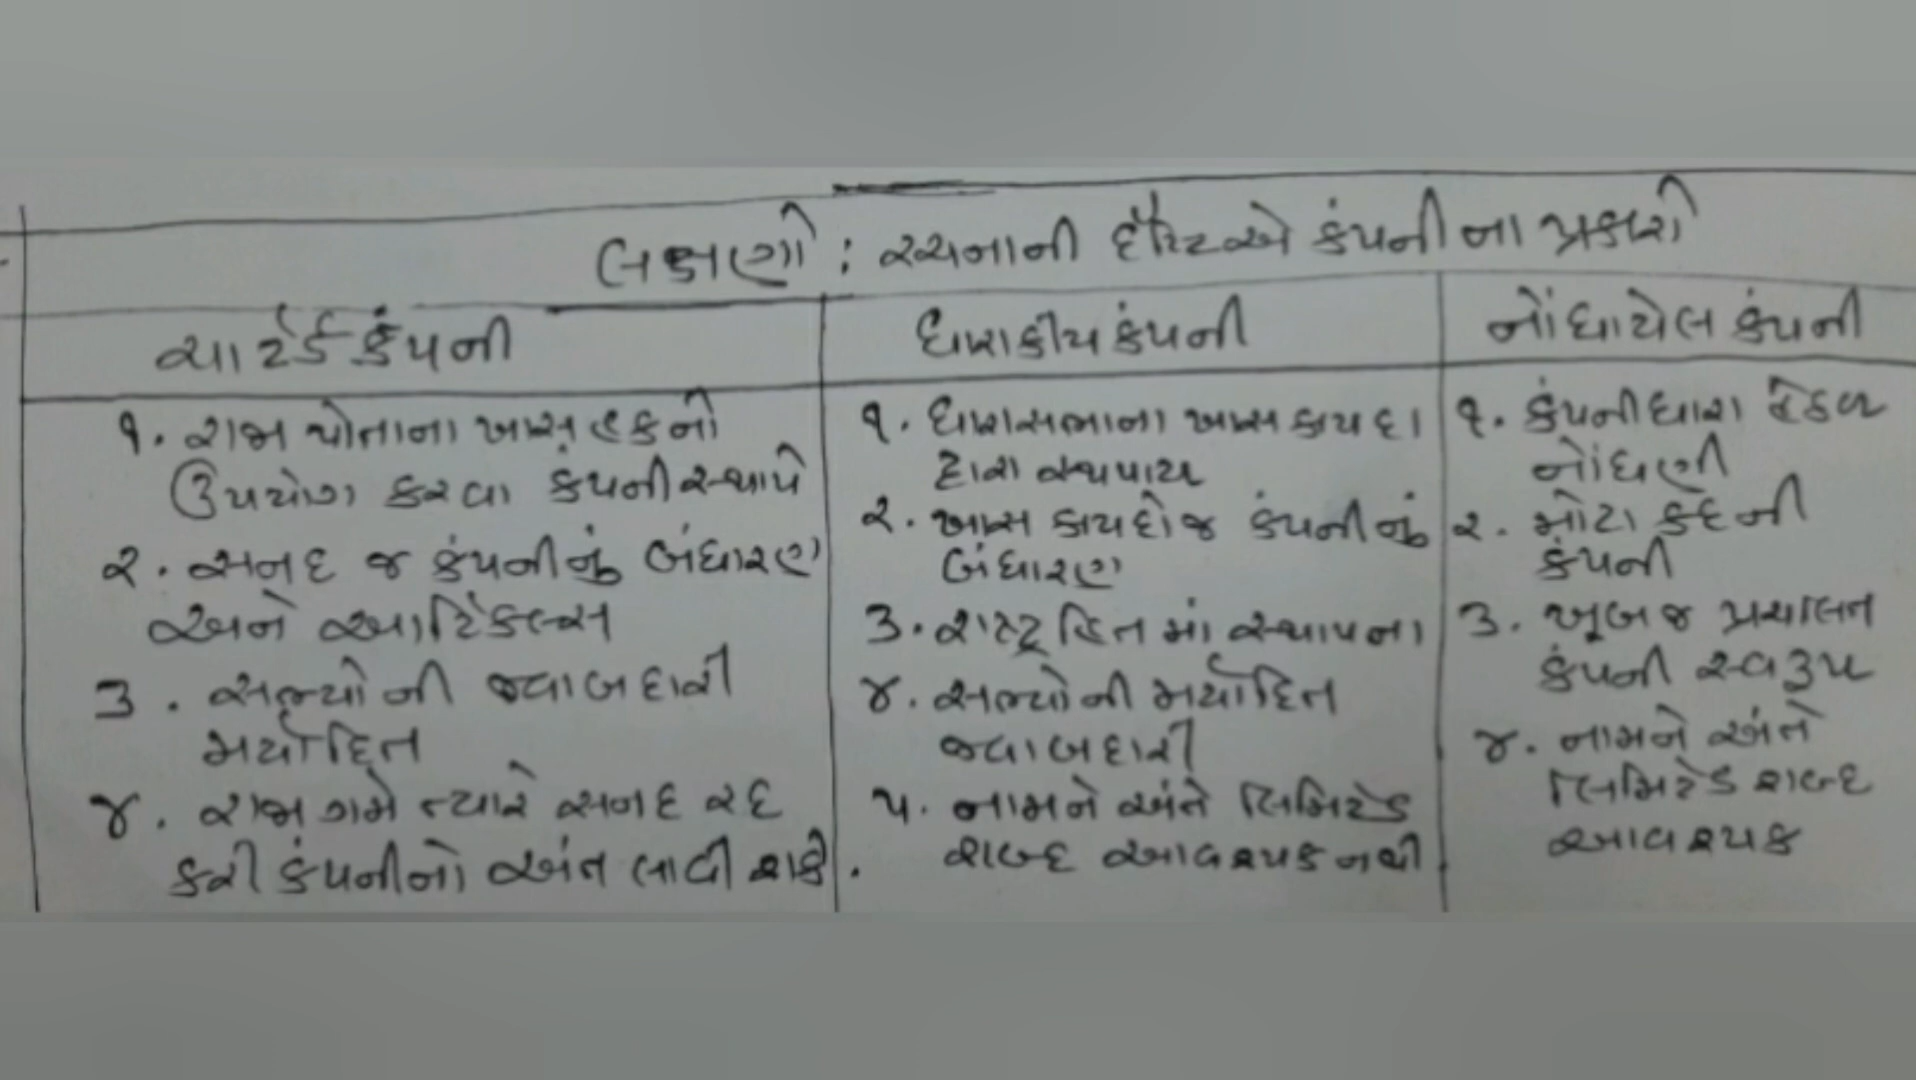 લક્ષણો : રચનાની દૃષ્ટિએ કંપનીના પ્રકારો
ચાર્ટર્ડ કંપની
૧. રાજા પોતાના ખાસ હકનો
ઉપયોગ કરવા કંપની સ્થાપે
૨. સનદ જ કંપનીનું બંધારણ
અને આર્ટિકલ્સ
૩. સભ્યોની જવાબદારી
મર્યાદિત
૪. રાજા ગમે ત્યારે સનદ રદ
કરી કંપનીનો અંત લાવી શકે.
ધારાકીય કંપની
૧. ધારાસભાના ખાસ કાયદા
દ્વારા સ્થપાય
૨. ખાસ કાયદો જ કંપનીનું
બંધારણ
૩. રાષ્ટ્રહિતમાં સ્થાપના
૪. સભ્યોની મર્યાદિત
જવાબદારી
૫. નામને અંતે લિમિટેડ
શબ્દ આવશ્યક નથી.
નોંધાયેલ કંપની
૧. કંપનીધારા હેઠળ
નોંધણી
૨. મોટા કદની
કંપની
૩. ખૂબ જ પ્રચલિત
કંપની સ્વરૂપ
૪. નામને અંતે
લિમિટેડ શબ્દ
આવશ્યક